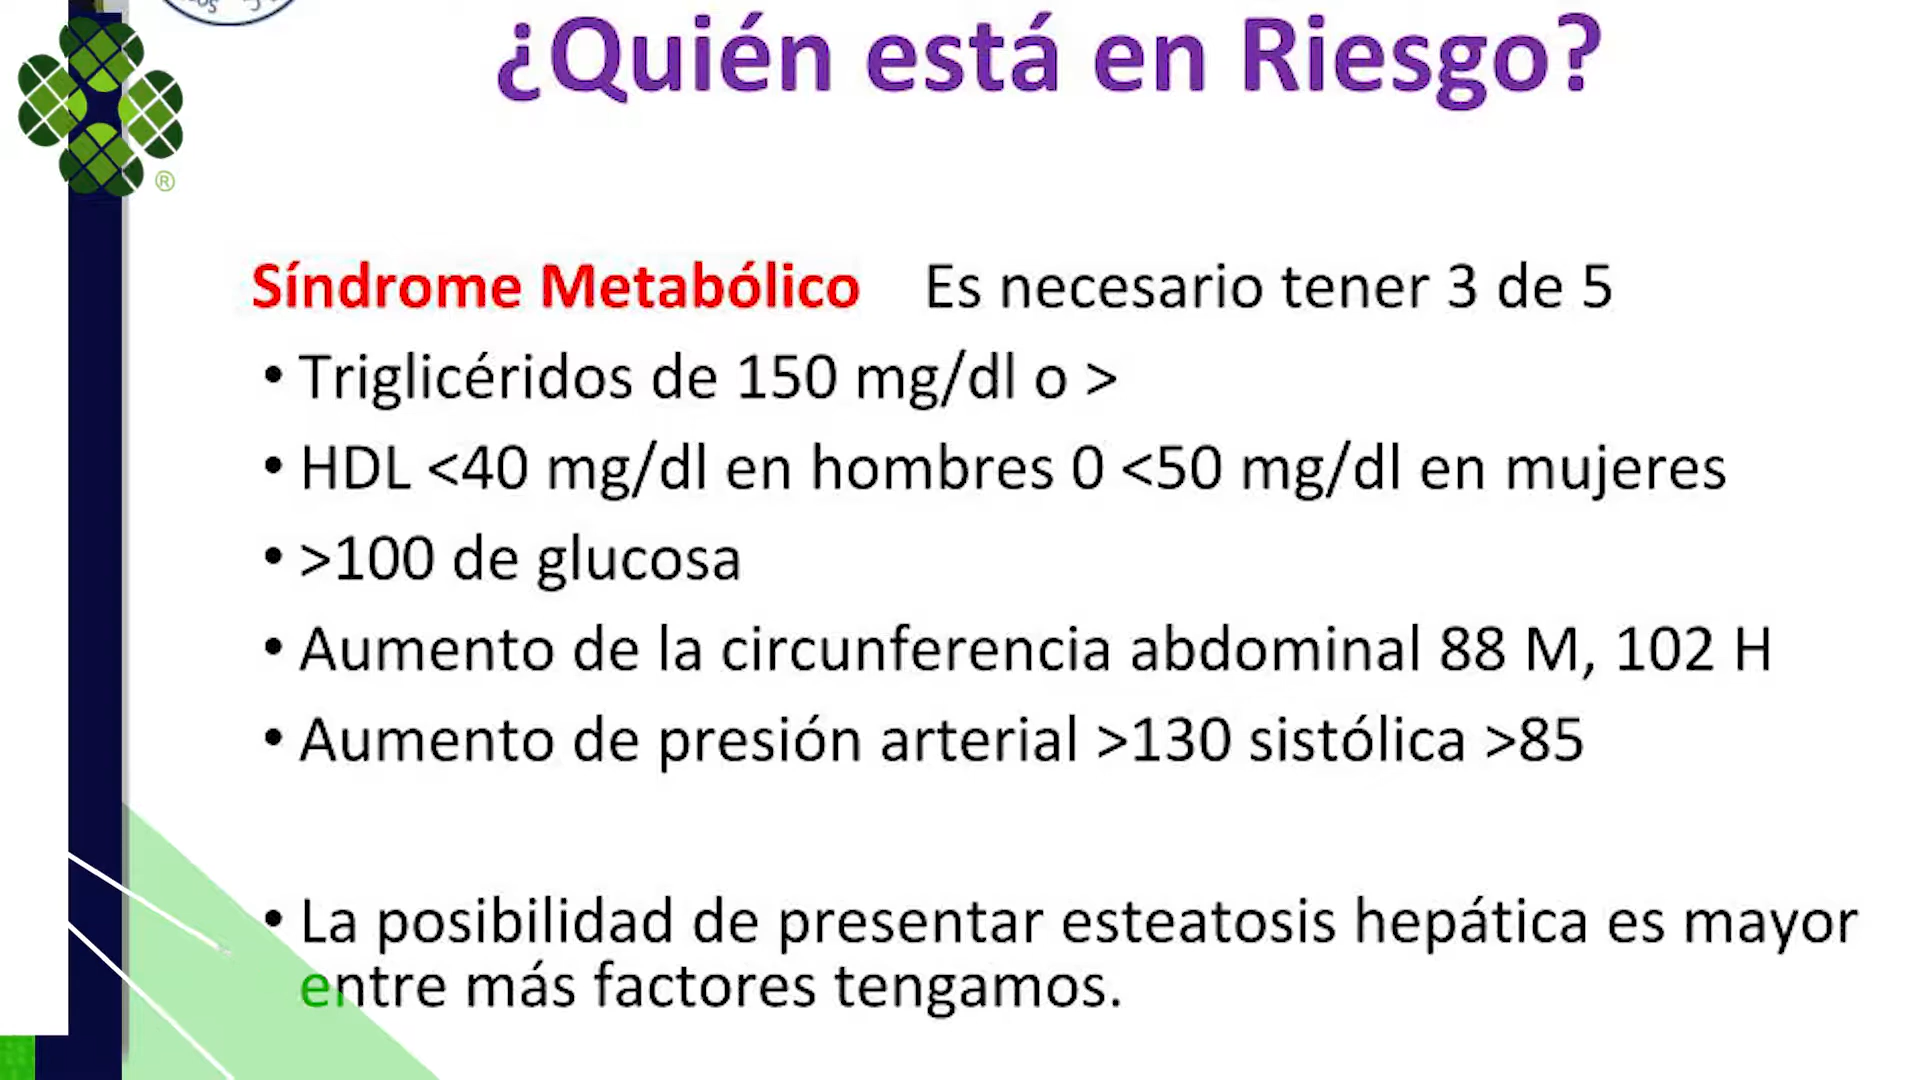 ¿Quién está en Riesgo?
®
Síndrome Metabólico Es necesario tener 3 de 5
• Triglicéridos de 150 mg/dl o >
• HDL <40 mg/dl en hombres 0 <50 mg/dl en mujeres
• >100 de glucosa
• Aumento de la circunferencia abdominal 88 M, 102 H
• Aumento de presión arterial >130 sistólica >85
• La posibilidad de presentar esteatosis hepática es mayor
entre más factores tengamos.